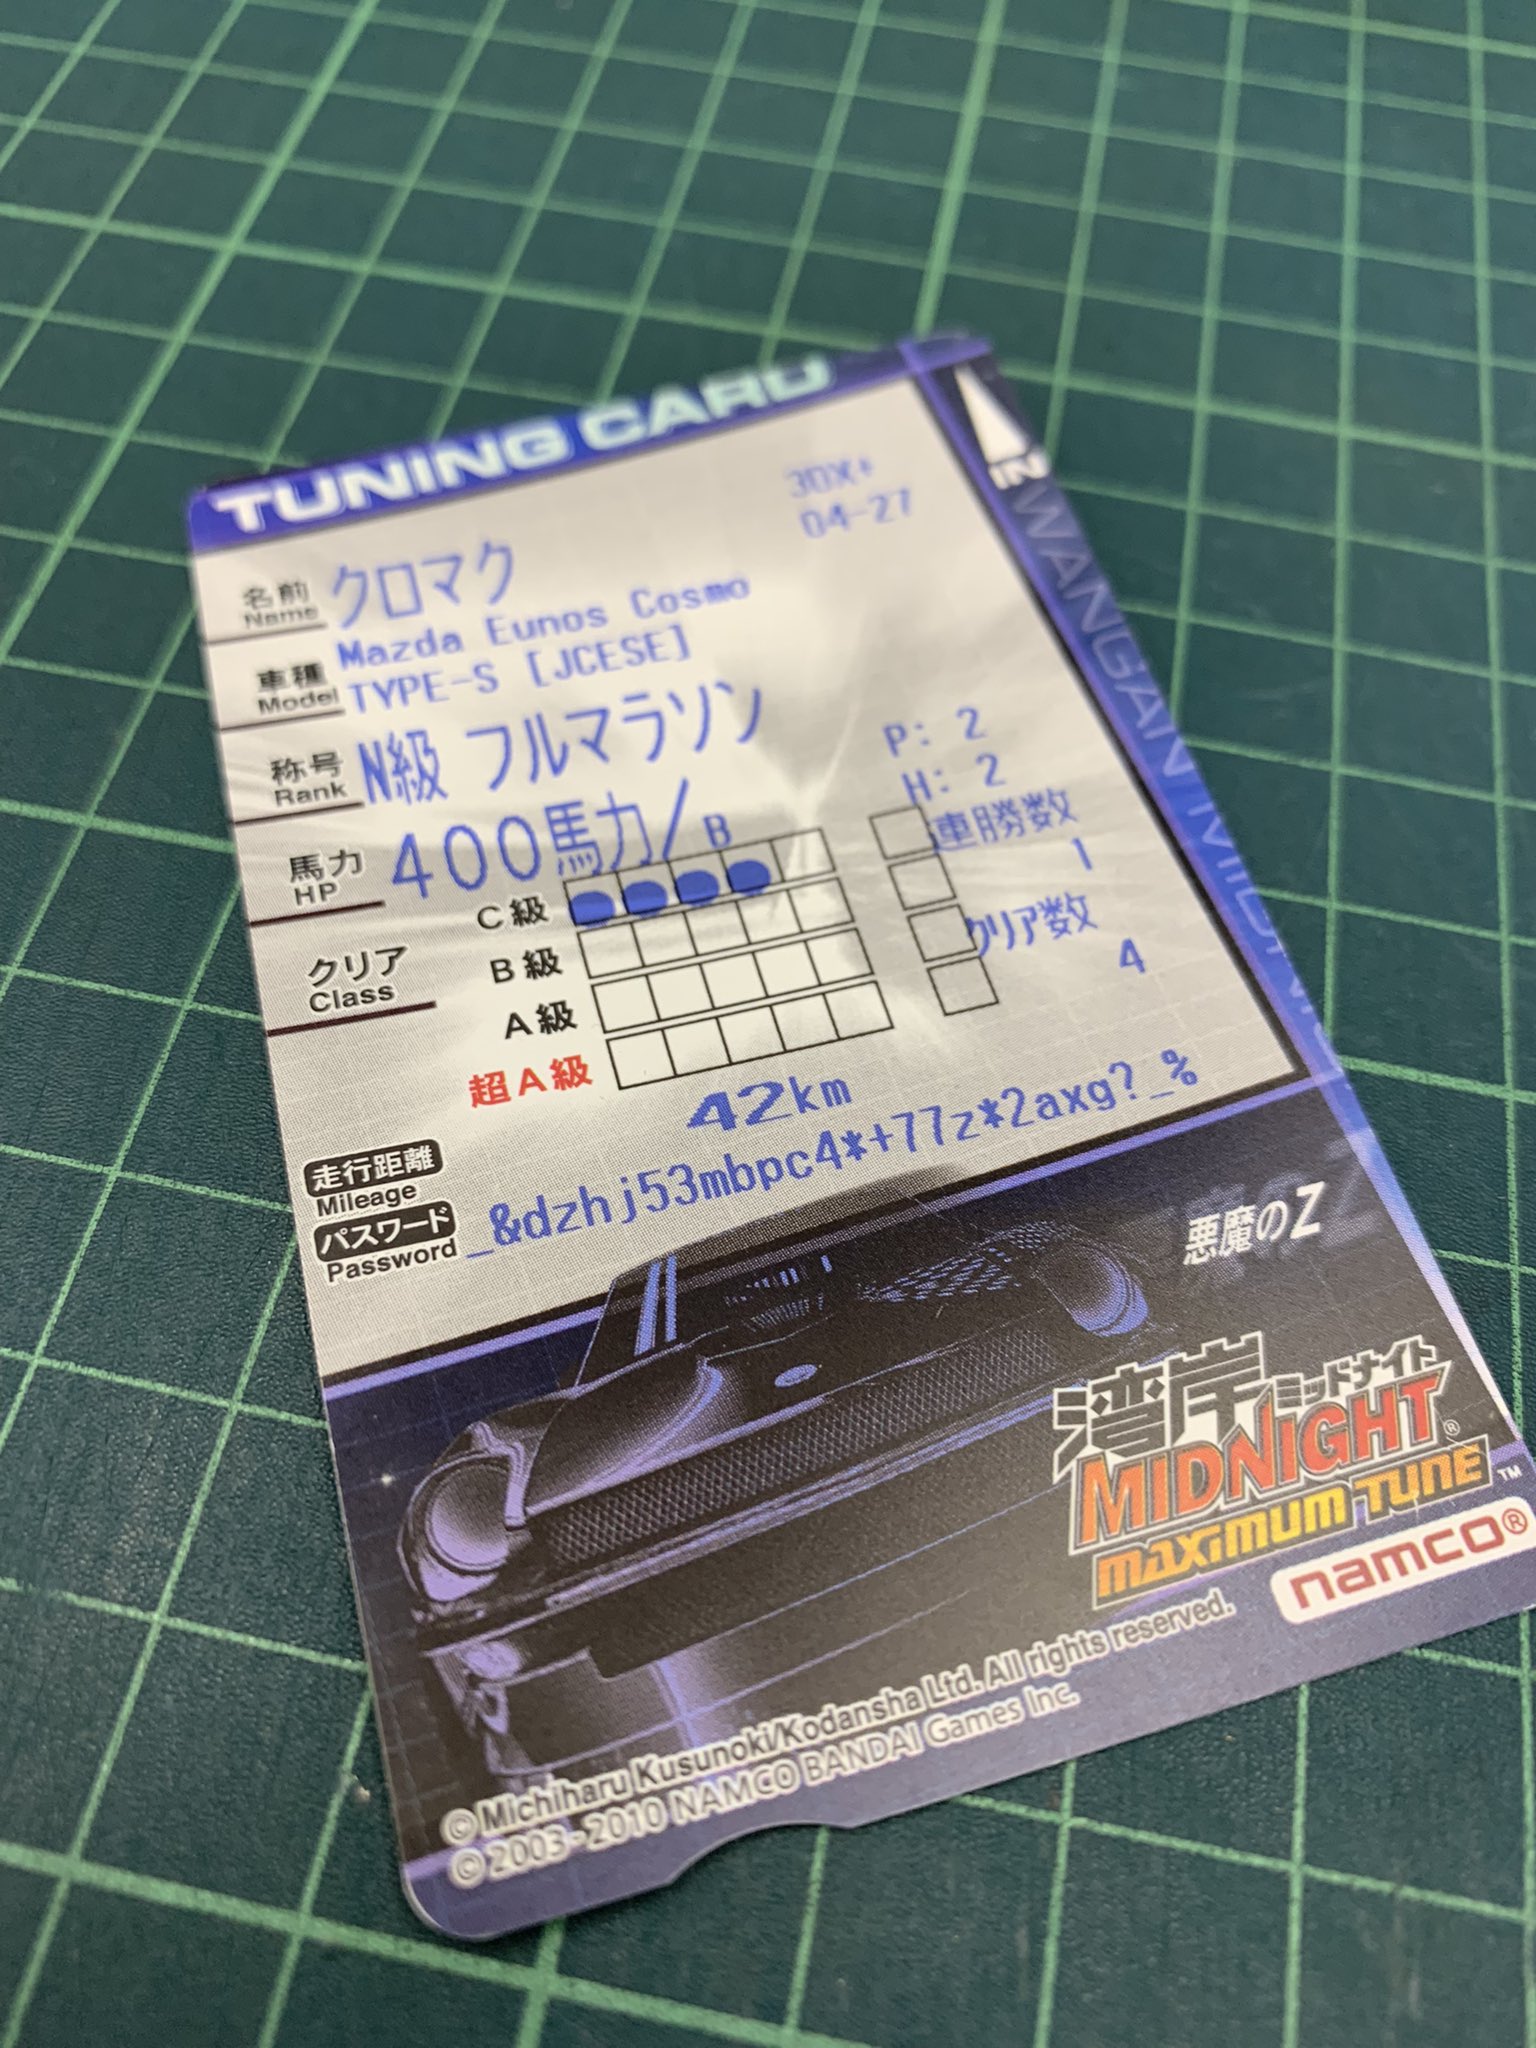 TUNING CARD
IN
WANGAN MIDNI
3DX+
04-27
名前 クロマク
Name
Mazda Eunos Cosmo
車種 TYPE-S [JCESE]
Model
称号 N級 フルマラソン
Rank
P: 2
H: 2
馬力 400馬力/B
HP
連勝数
1
クリア
Class
C級
B級
A級
超A級
クリア数
4
走行距離 42km
Mileage
パスワード _&dzhj53mbpc4*+77z*2axg?_%
Password
悪魔のZ
湾岸ミッドナイト
MIDNIGHT®
MAXIMUM TUNE™
namco®
© Michiharu Kusunoki/Kodansha Ltd. All rights reserved.
© 2003-2010 NAMCO BANDAI Games Inc.